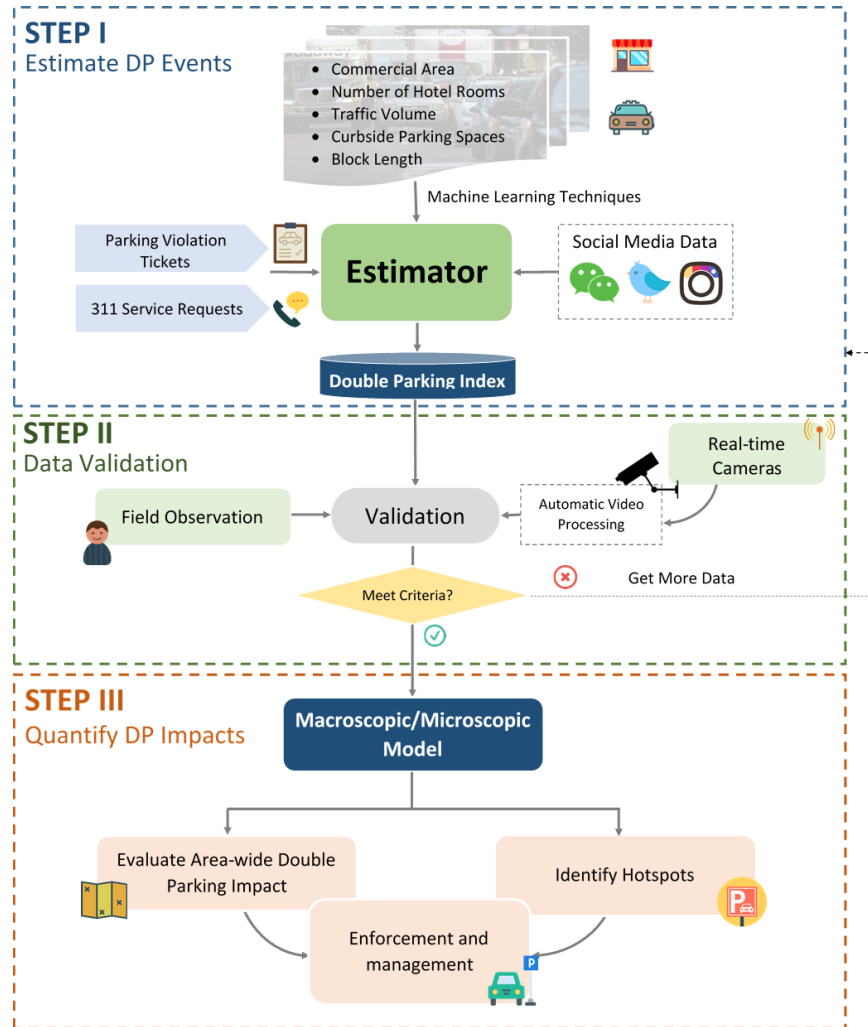 STEP I
Estimate DP Events
• Commercial Area
• Number of Hotel Rooms
• Traffic Volume
• Curbside Parking Spaces
• Block Length
Machine Learning Techniques
Parking Violation
Tickets
311 Service Requests
Estimator
Social Media Data
Double Parking Index
STEP II
Data Validation
Real-time
Cameras
Field Observation
Validation
Automatic Video
Processing
Meet Criteria?
Get More Data
STEP III
Quantify DP Impacts
Macroscopic/Microscopic
Model
Evaluate Area-wide Double
Parking Impact
Identify Hotspots
P
Enforcement and
management
P